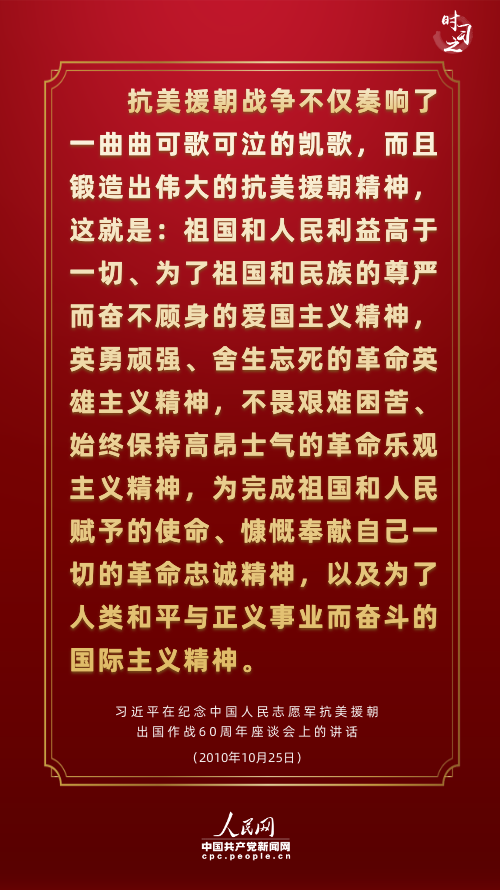 时习之
抗美援朝战争不仅奏响了
一曲曲可歌可泣的凯歌，而且
锻造出伟大的抗美援朝精神，
这就是：祖国和人民利益高于
一切、为了祖国和民族的尊严
而奋不顾身的爱国主义精神，
英勇顽强、舍生忘死的革命英
雄主义精神，不畏艰难困苦、
始终保持高昂士气的革命乐观
主义精神，为完成祖国和人民
赋予的使命、慷慨奉献自己一
切的革命忠诚精神，以及为了
人类和平与正义事业而奋斗的
国际主义精神。
习近平在纪念中国人民志愿军抗美援朝
出国作战60周年座谈会上的讲话
（2010年10月25日）
人民网
中国共产党新闻网
cpc.people.cn